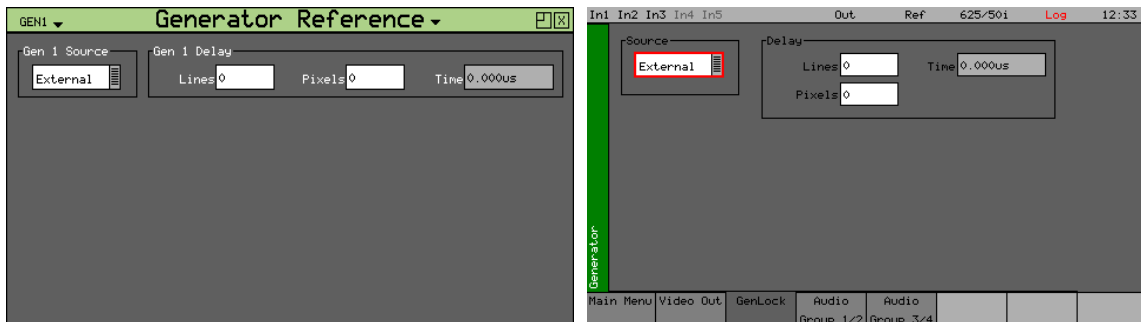 GEN1 Generator Reference
Gen 1 Source Gen 1 Delay
External Lines 0 Pixels 0 Time 0.000us
In1 In2 In3 In4 In5 Out Ref 625/50i Log 12:33
Source Delay
External Lines 0 Time 0.000us
Pixels 0
Generator
Main Menu Video Out GenLock Audio Audio
Group 1/2 Group 3/4